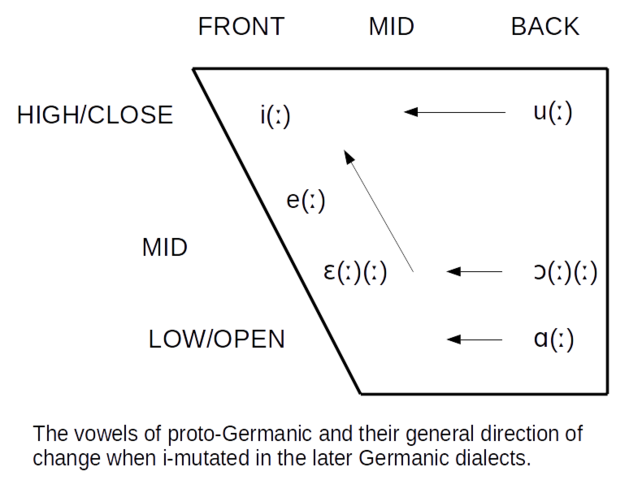 FRONT MID BACK
HIGH/CLOSE i(ː) u(ː)
e(ː)
MID
ɛ(ː)(ː) ɔ(ː)(ː)
LOW/OPEN ɑ(ː)
The vowels of proto-Germanic and their general direction of
change when i-mutated in the later Germanic dialects.